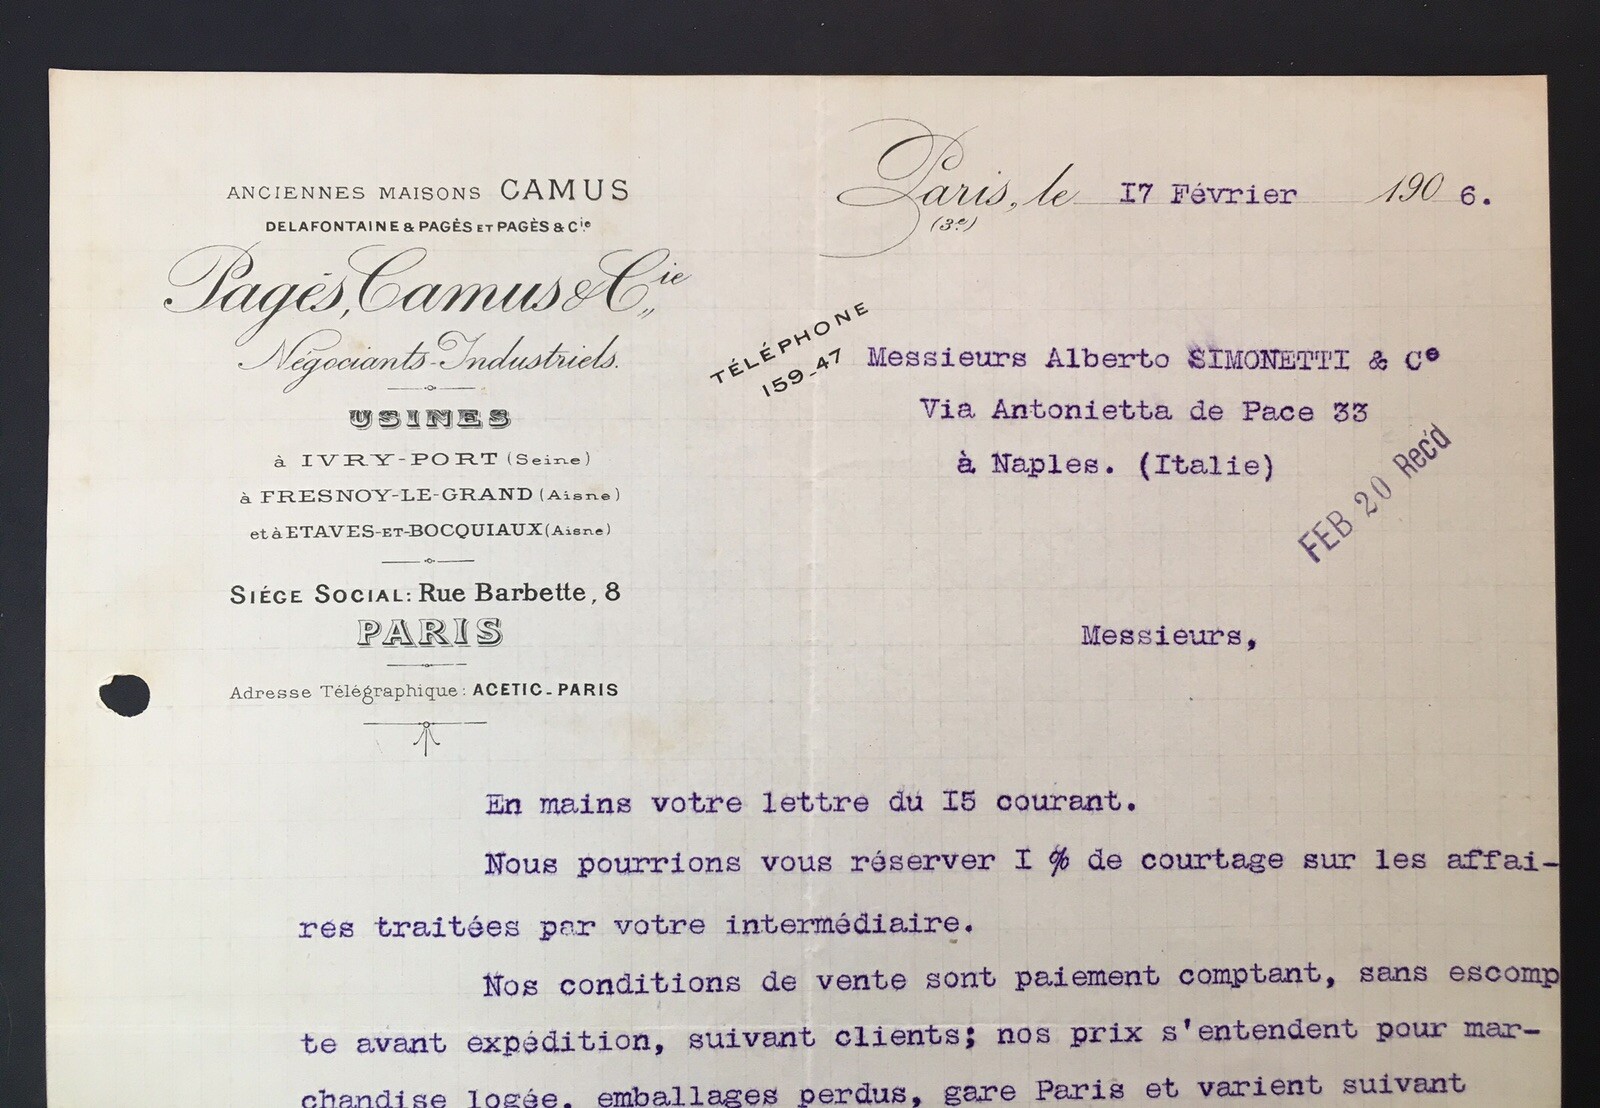 ANCIENNES MAISONS CAMUS
DELAFONTAINE & PAGÈS ET PAGÈS & Cie
Pagès, Camus & Cie
Négociants-Industriels.
USINES
à IVRY-PORT (Seine)
à FRESNOY-LE-GRAND (Aisne)
et à ETAVES-ET-BOCQUIAUX (Aisne)
SIÉGE SOCIAL: Rue Barbette, 8
PARIS
Adresse Télégraphique: ACETIC-PARIS
Paris, le 17 Février 1906.
(3e)
TÉLÉPHONE
159-47
Messieurs Alberto SIMONETTI & Ce
Via Antonietta de Pace 33
à Naples. (Italie)
FEB 20 Rec'd
Messieurs,
En mains votre lettre du I5 courant.
Nous pourrions vous réserver I % de courtage sur les affai-
res traitées par votre intermédiaire.
Nos conditions de vente sont paiement comptant, sans escomp
te avant expédition, suivant clients; nos prix s'entendent pour mar-
chandise logée, emballages perdus, gare Paris et varient suivant